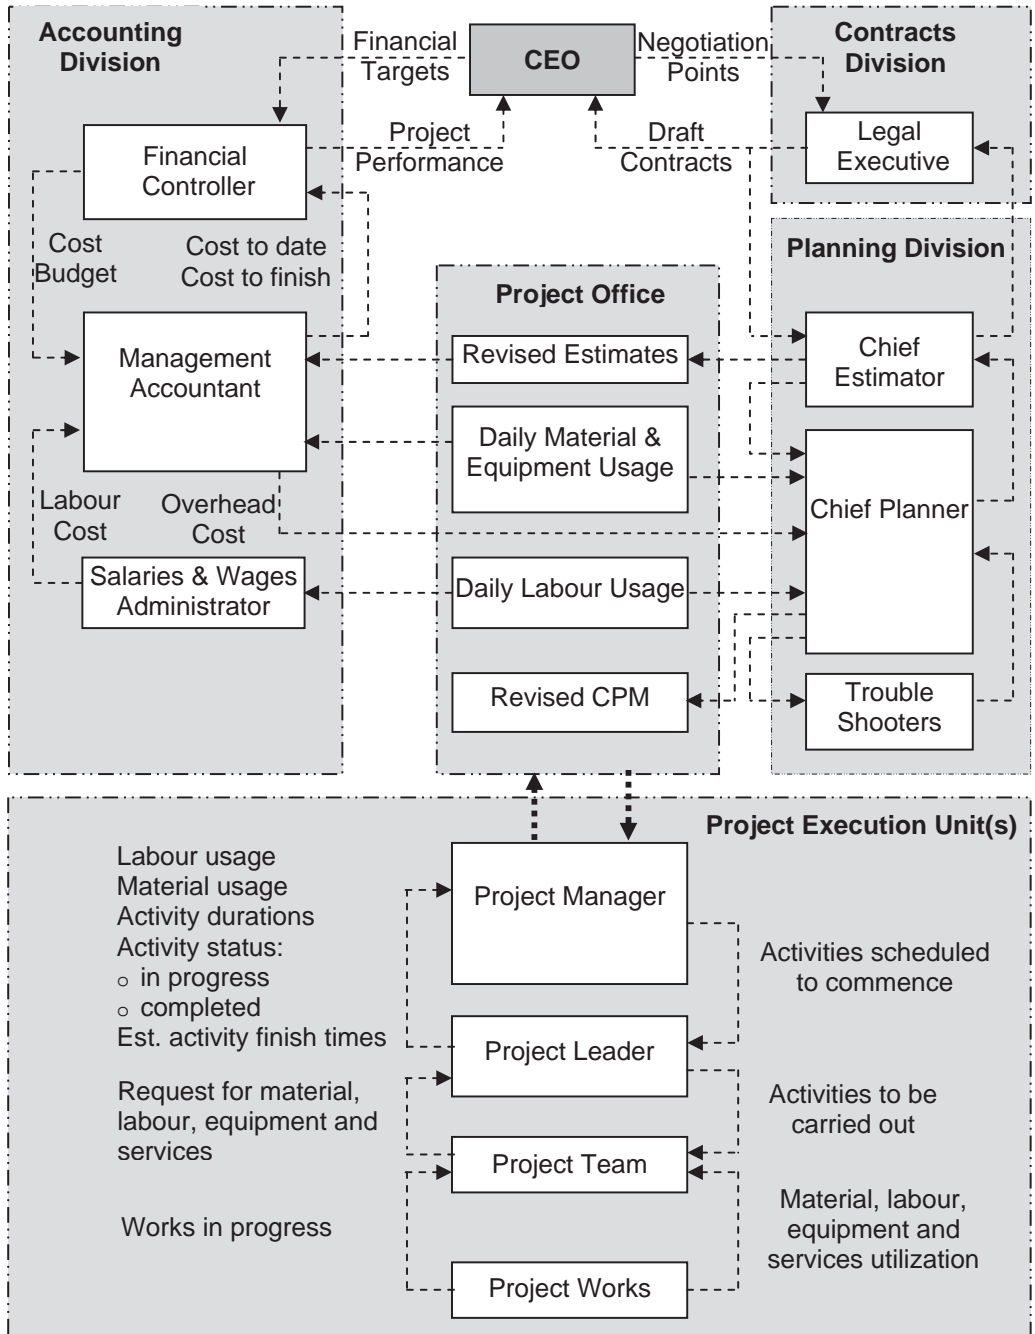 Accounting
Division
Financial
Targets
CEO
Negotiation
Points
Contracts
Division
Financial
Controller
Project
Performance
Draft
Contracts
Legal
Executive
Cost
Budget
Cost to date
Cost to finish
Planning Division
Project Office
Management
Accountant
Revised Estimates
Chief
Estimator
Daily Material &
Equipment Usage
Labour
Cost
Overhead
Cost
Chief Planner
Salaries & Wages
Administrator
Daily Labour Usage
Revised CPM
Trouble
Shooters
Project Execution Unit(s)
Labour usage
Material usage
Activity durations
Activity status:
o in progress
o completed
Est. activity finish times
Project Manager
Activities scheduled
to commence
Project Leader
Request for material,
labour, equipment and
services
Activities to be
carried out
Project Team
Works in progress
Material, labour,
equipment and
services utilization
Project Works